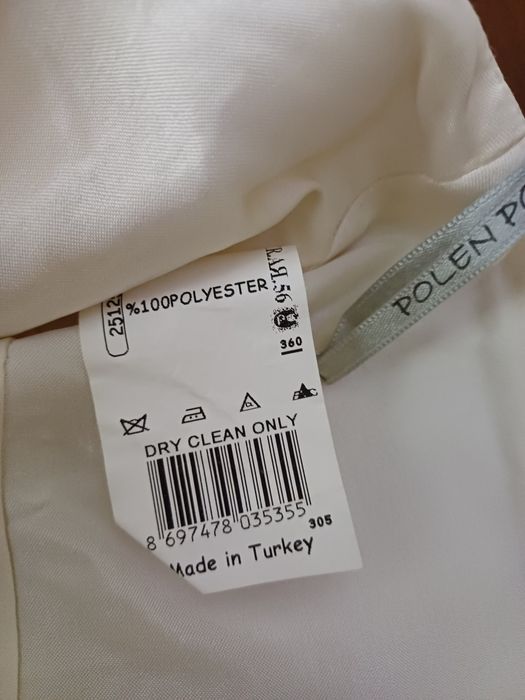 %100POLYESTER
2512
360
DRY CLEAN ONLY
8 697478 035355
305
Made in Turkey
POLEN